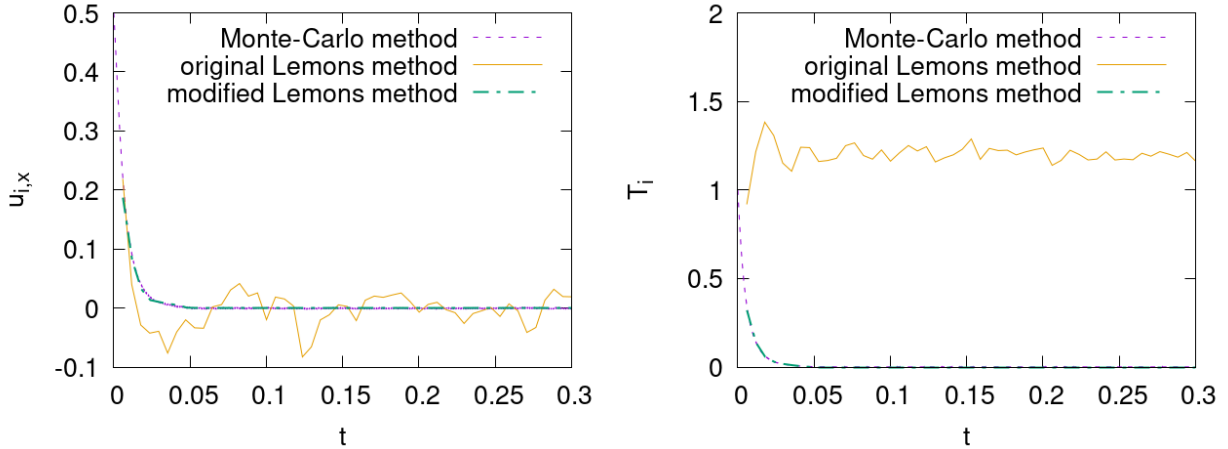 0.5
0.4
0.3
0.2
0.1
0
-0.1
u_{i,x}
Monte-Carlo method
original Lemons method
modified Lemons method
0 0.05 0.1 0.15 0.2 0.25 0.3
t
2
1.5
1
0.5
0
T_i
Monte-Carlo method
original Lemons method
modified Lemons method
0 0.05 0.1 0.15 0.2 0.25 0.3
t